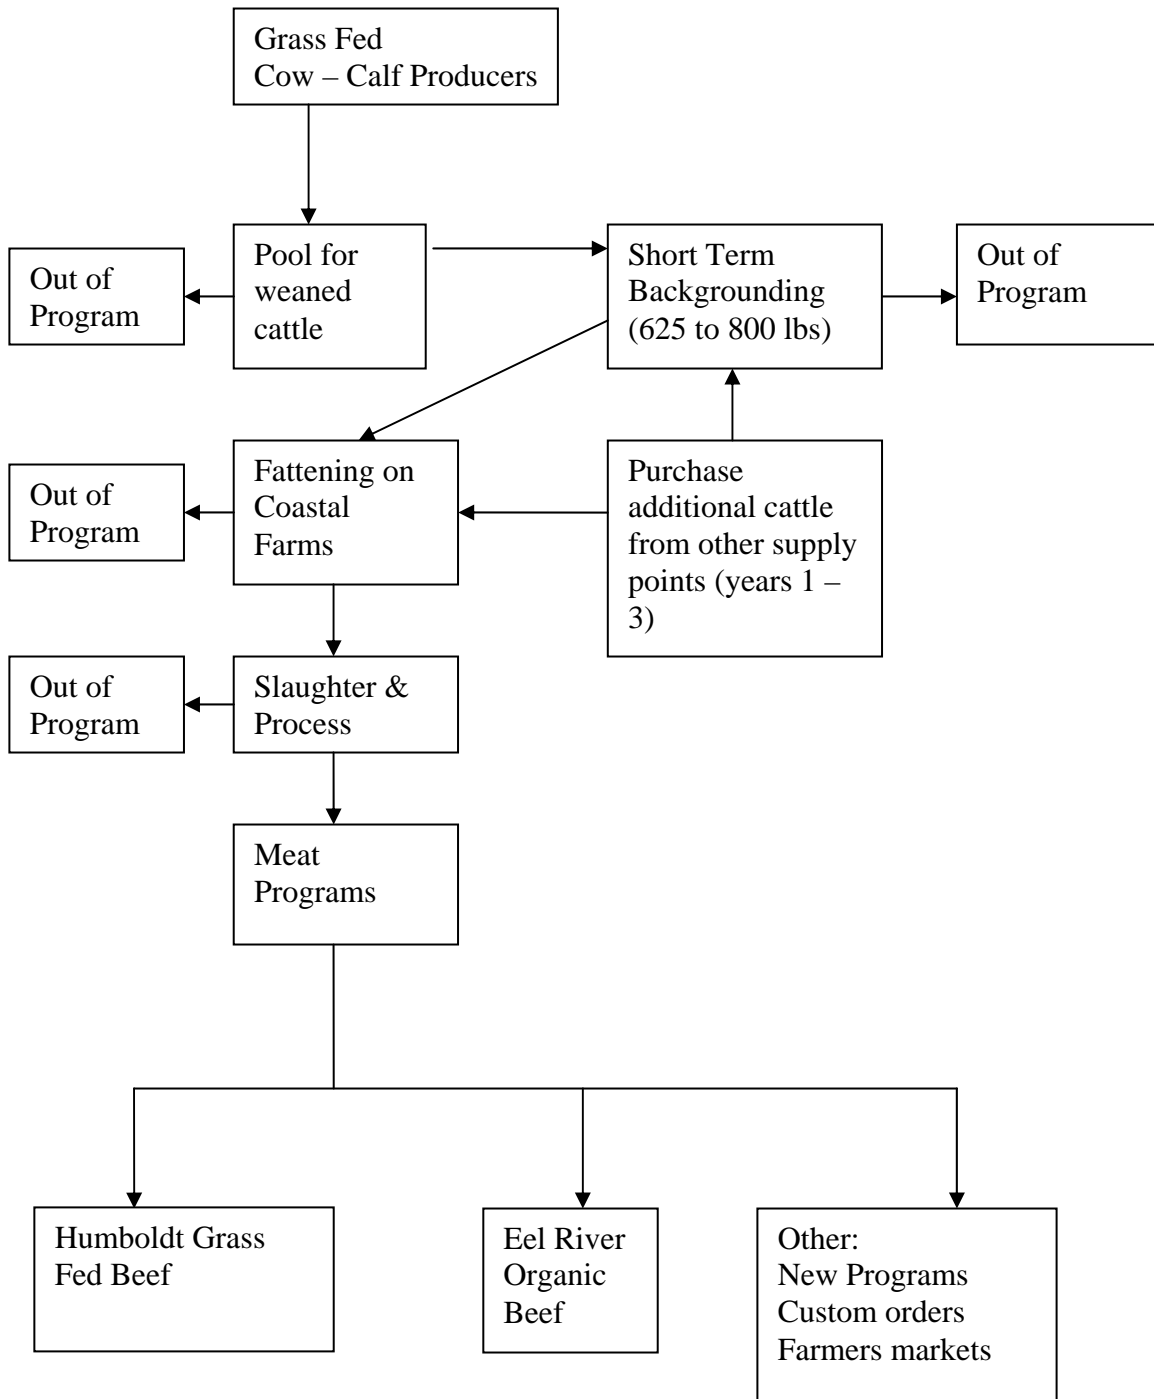 Grass Fed
Cow – Calf Producers
Out of
Program
Pool for
weaned
cattle
Short Term
Backgrounding
(625 to 800 lbs)
Out of
Program
Out of
Program
Fattening on
Coastal
Farms
Purchase
additional cattle
from other supply
points (years 1 –
3)
Out of
Program
Slaughter &
Process
Meat
Programs
Humboldt Grass
Fed Beef
Eel River
Organic
Beef
Other:
New Programs
Custom orders
Farmers markets